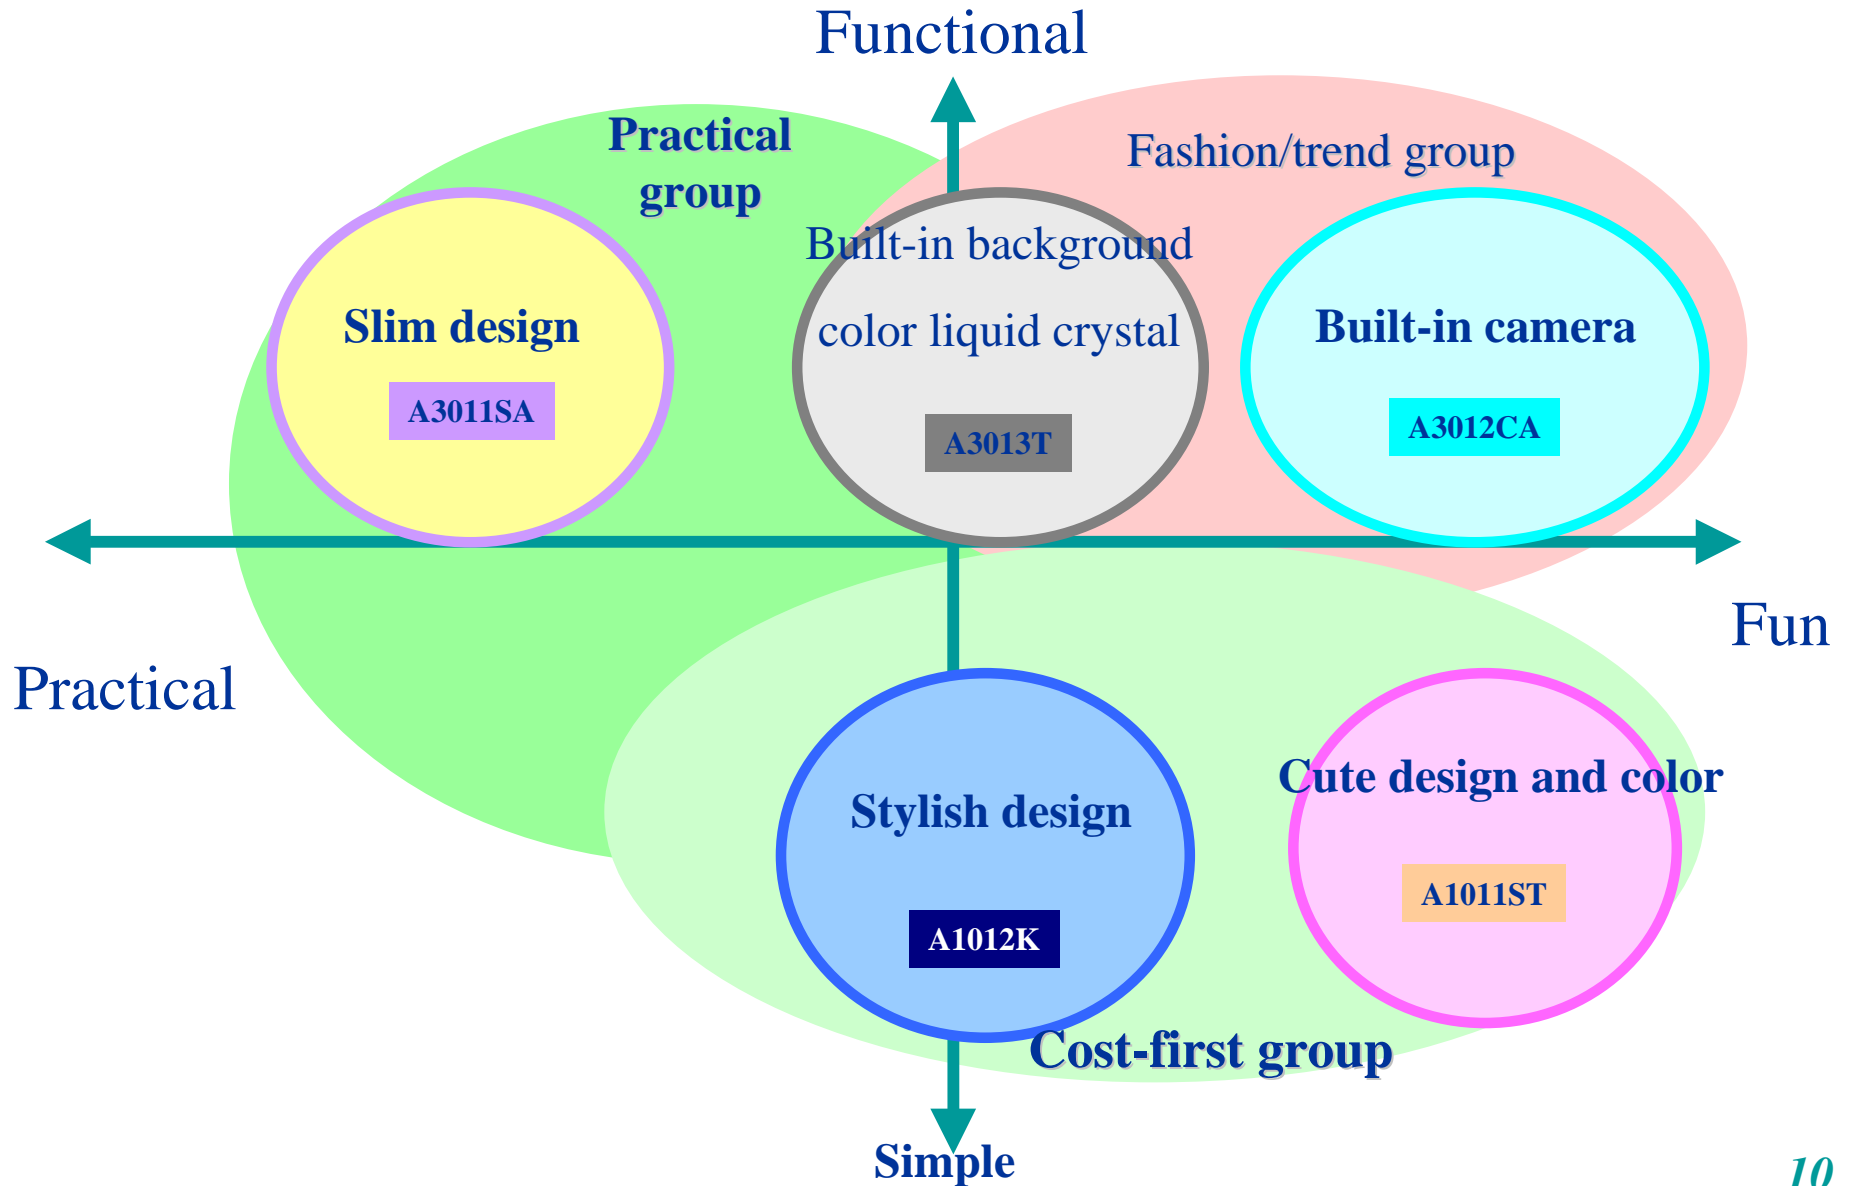 Functional
Practical
group
Fashion/trend group
Built-in background
color liquid crystal
Slim design
Built-in camera
A3011SA
A3013T
A3012CA
Fun
Practical
Cute design and color
Stylish design
A1011ST
A1012K
Cost-first group
Simple
10